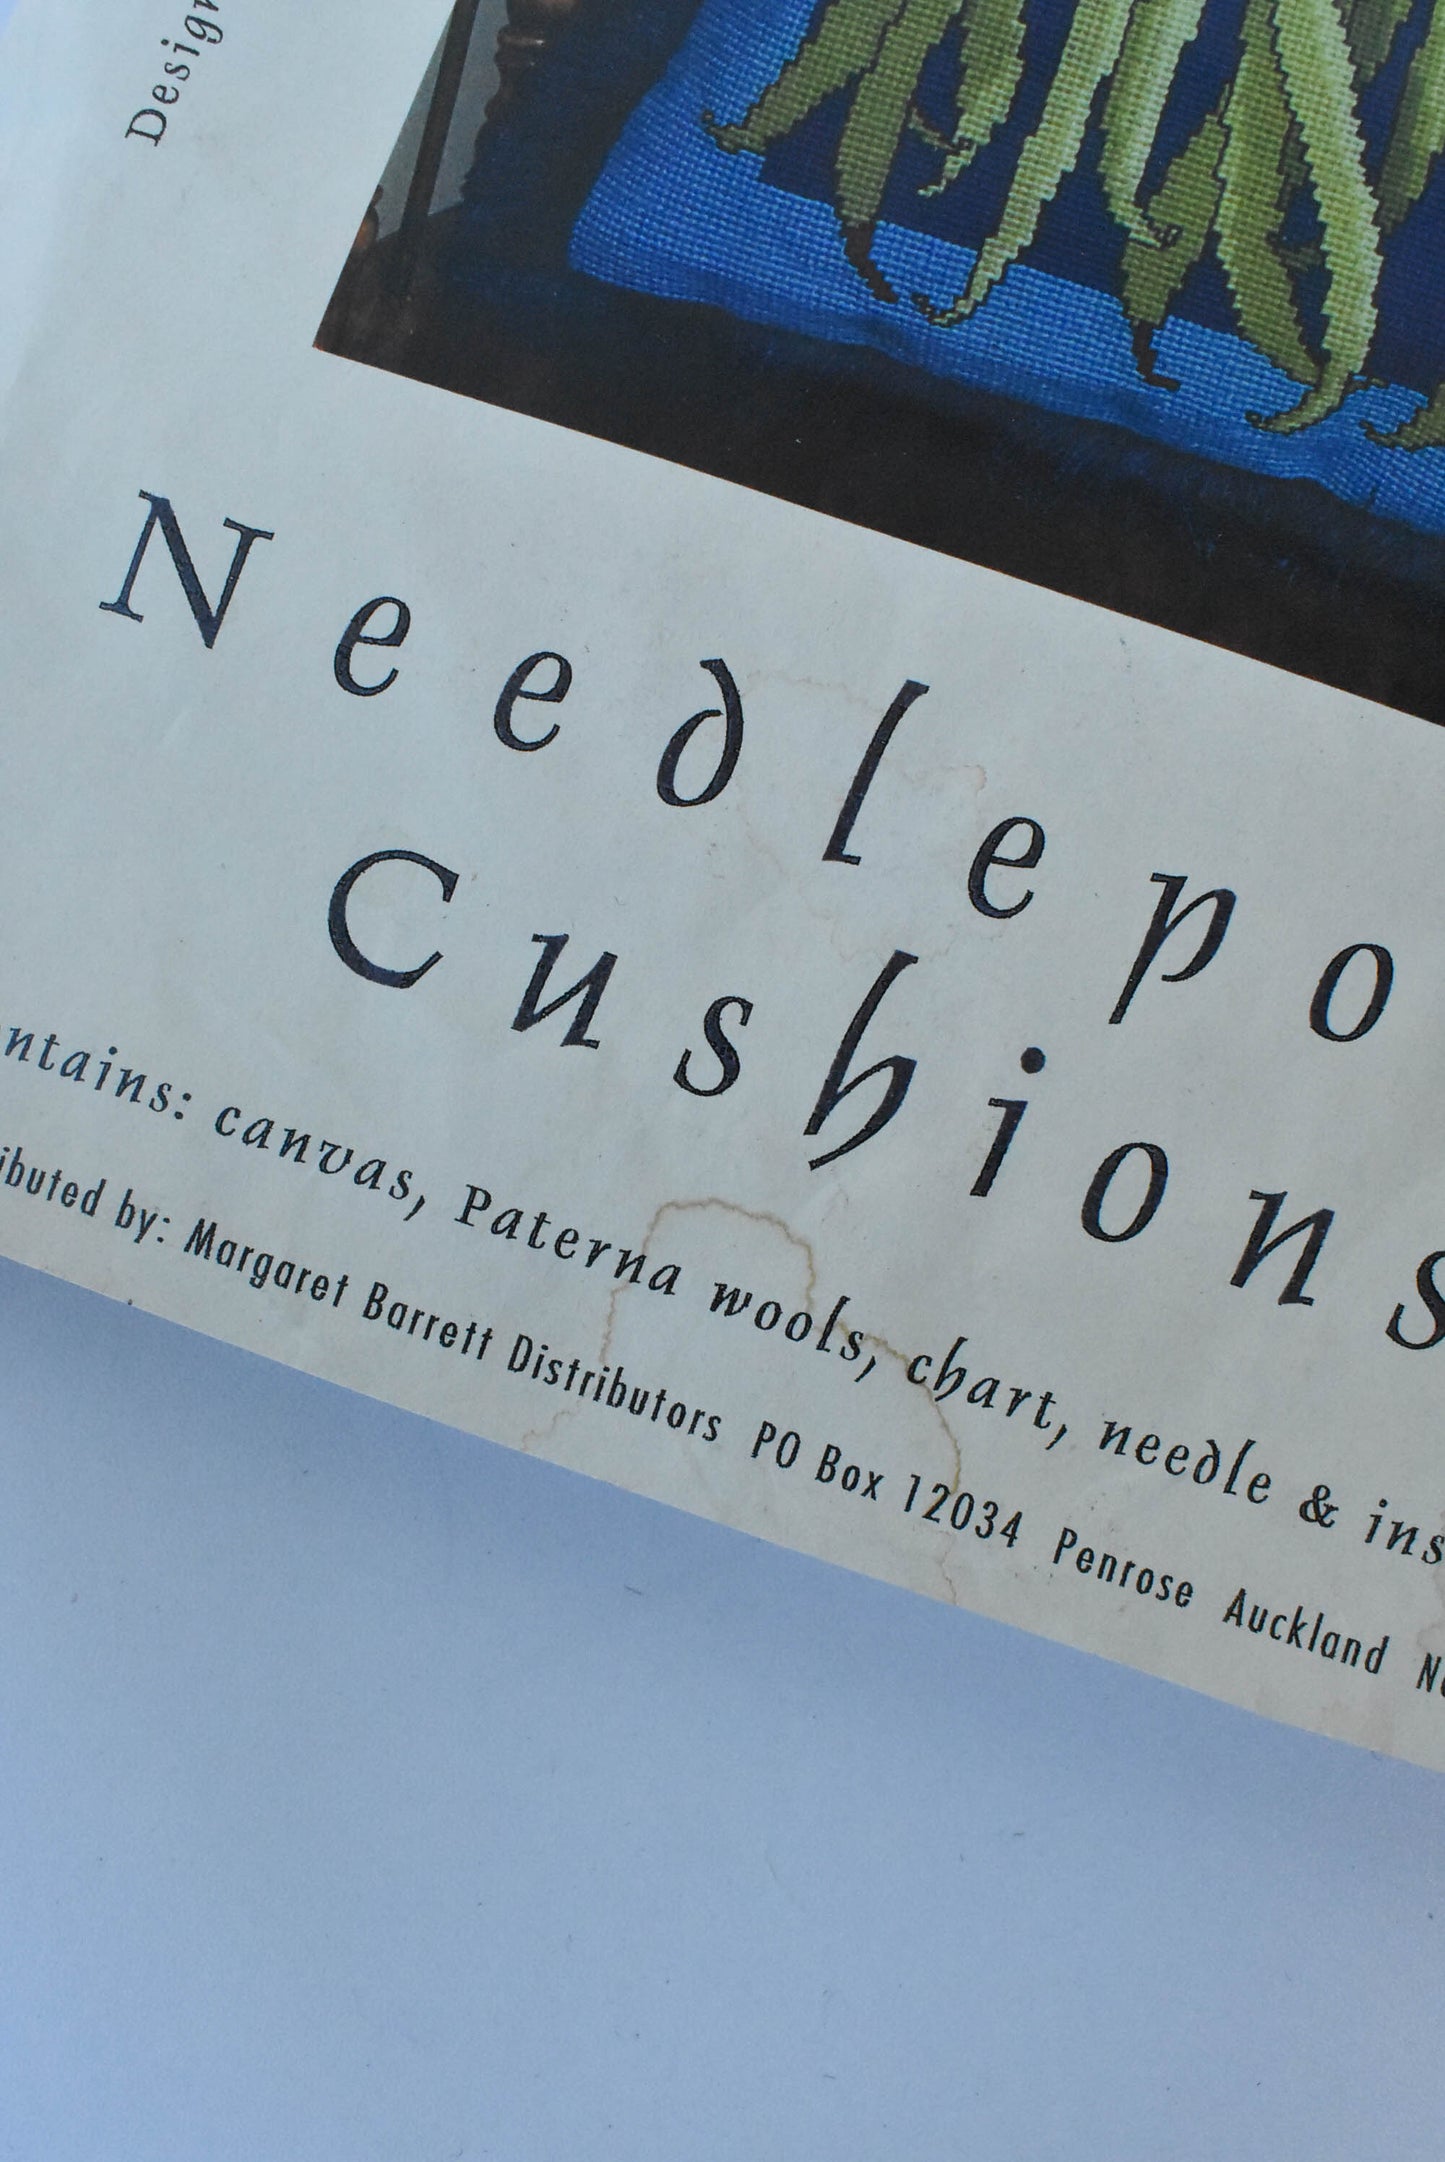 Desig
Needlepo
Cushions
ntains: canvas, Paterna wools, chart, needle & ins
ibuted by: Margaret Barrett Distributors PO Box 12034 Penrose Auckland N